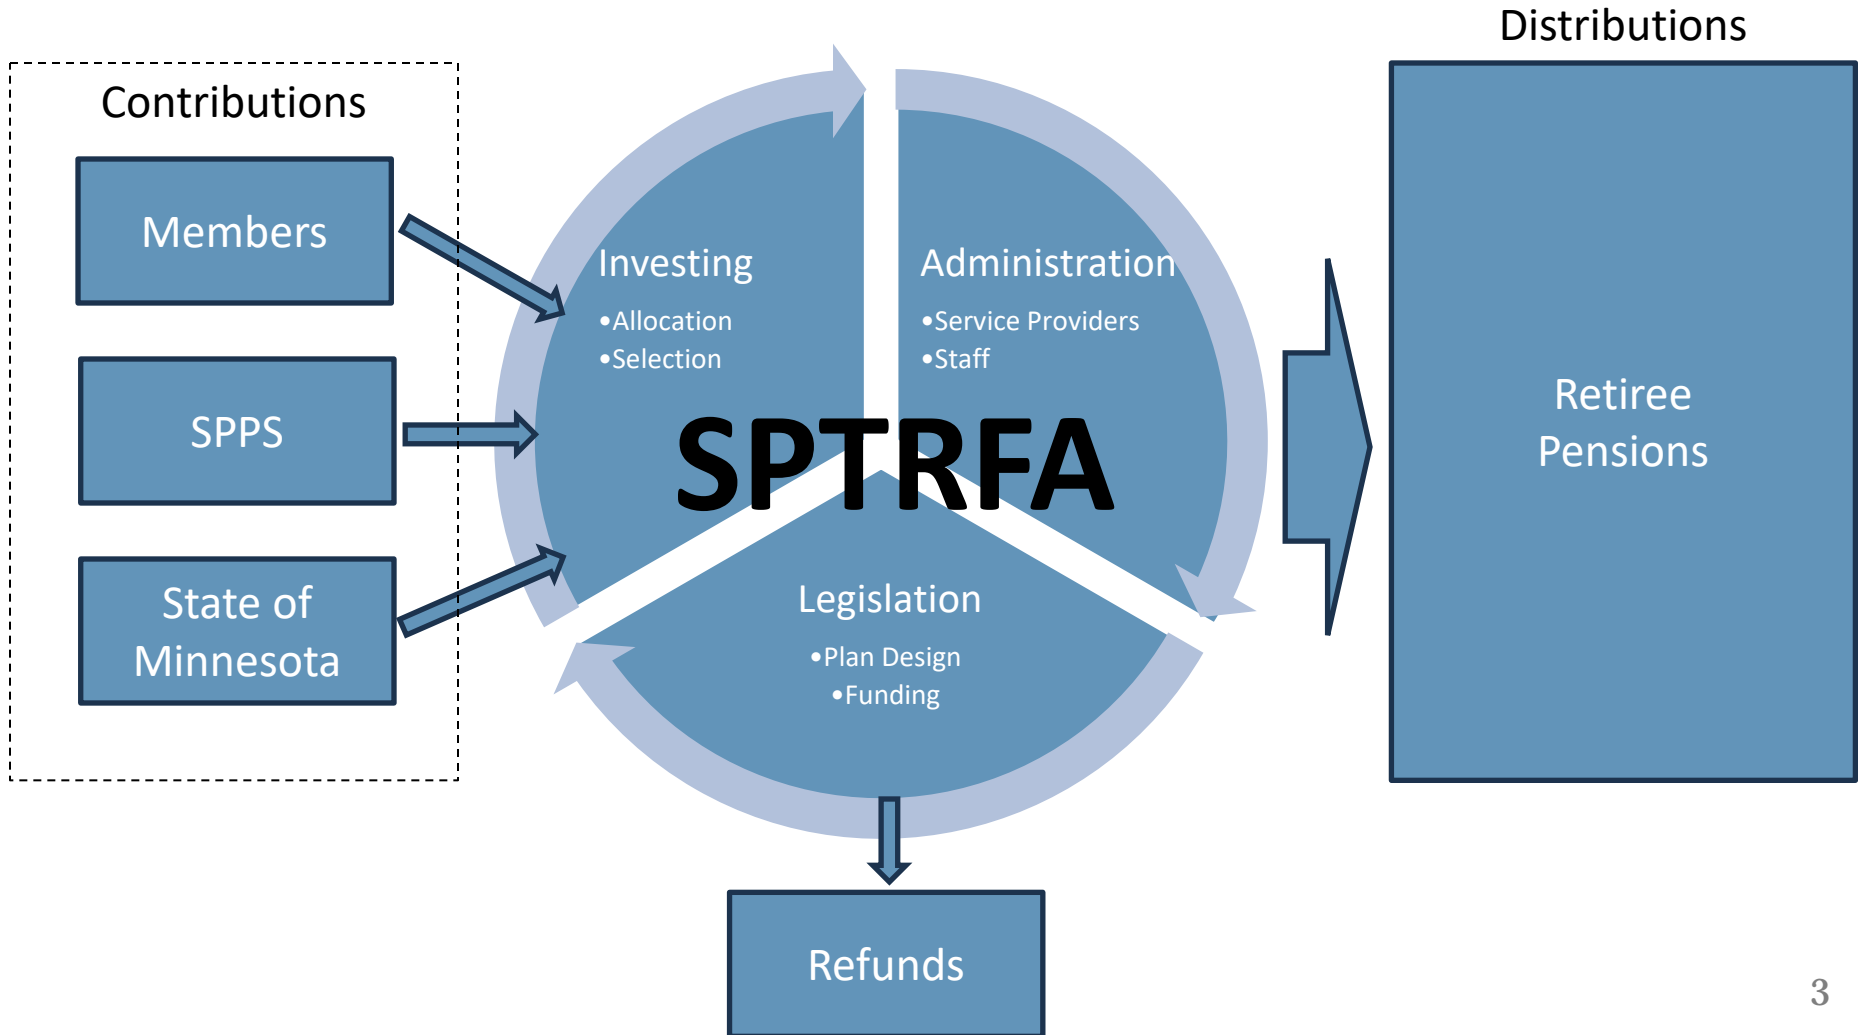 Contributions
Members
SPPS
State of
Minnesota
Investing
•Allocation
•Selection
Administration
•Service Providers
•Staff
SPTRFA
Legislation
•Plan Design
•Funding
Refunds
Distributions
Retiree
Pensions
3